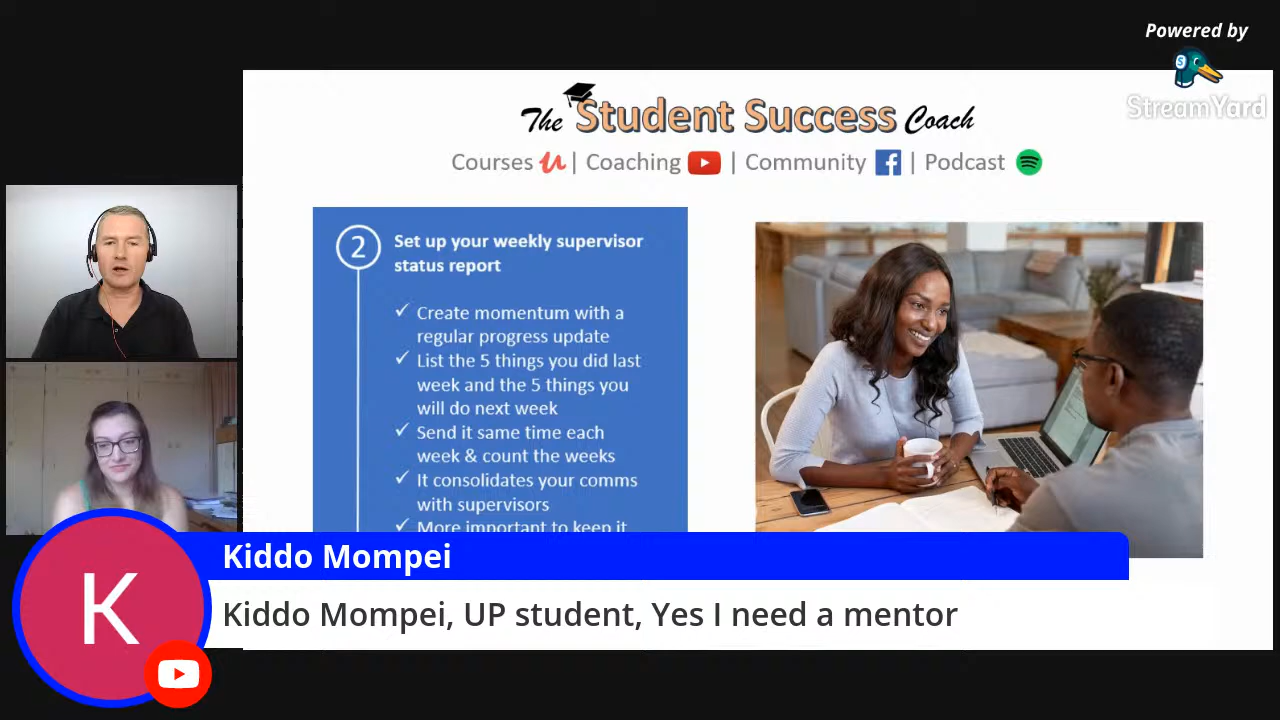 Powered by
StreamYard
The Student Success Coach
Courses | Coaching | Community | Podcast
2
Set up your weekly supervisor
status report
✓ Create momentum with a
regular progress update
✓ List the 5 things you did last
week and the 5 things you
will do next week
✓ Send it same time each
week & count the weeks
✓ It consolidates your comms
with supervisors
✓ More important to keep it
K
Kiddo Mompei
Kiddo Mompei, UP student, Yes I need a mentor